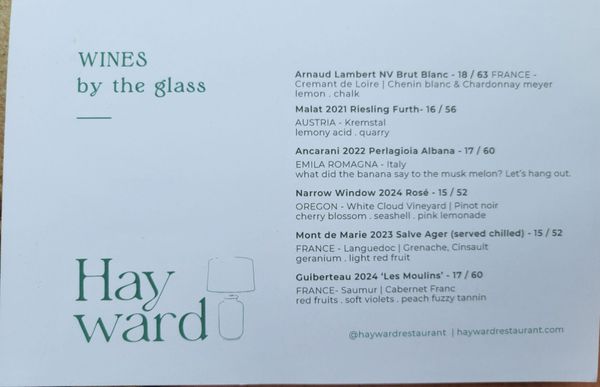 WINES
by the glass
Arnaud Lambert NV Brut Blanc - 18 / 63 FRANCE -
Cremant de Loire | Chenin blanc & Chardonnay meyer
lemon . chalk
Malat 2021 Riesling Furth- 16 / 56
AUSTRIA - Kremstal
lemony acid . quarry
Ancarani 2022 Perlagioia Albana - 17 / 60
EMILA ROMAGNA - Italy
what did the banana say to the musk melon? Let's hang out.
Narrow Window 2024 Rosé - 15 / 52
OREGON - White Cloud Vineyard | Pinot noir
cherry blossom . seashell . pink lemonade
Mont de Marie 2023 Salve Ager (served chilled) - 15 / 52
FRANCE - Languedoc | Grenache, Cinsault
geranium . light red fruit
Guiberteau 2024 ‘Les Moulins’ - 17 / 60
FRANCE- Saumur | Cabernet Franc
red fruits . soft violets . peach fuzzy tannin
Hay
ward
@haywardrestaurant | haywardrestaurant.com